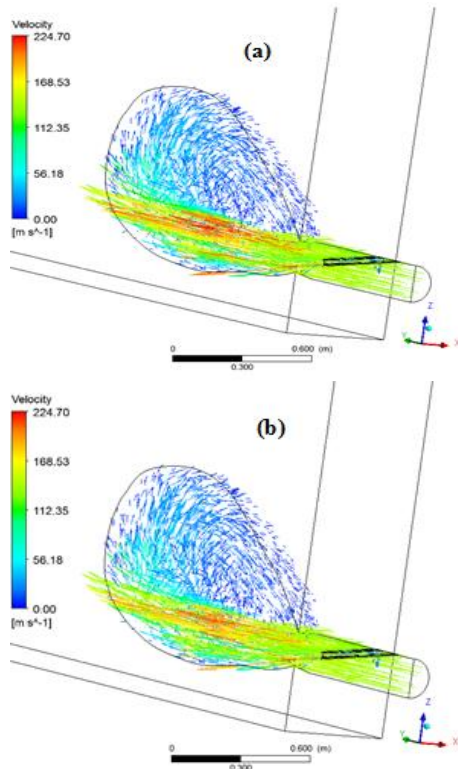 Velocity
224.70
168.53
112.35
56.18
0.00
[m s^-1]
(a)
0
0.600 (m)
0.300
Z
Y
X
Velocity
224.70
168.53
112.35
56.18
0.00
[m s^-1]
(b)
0
0.600 (m)
0.300
Z
Y
X